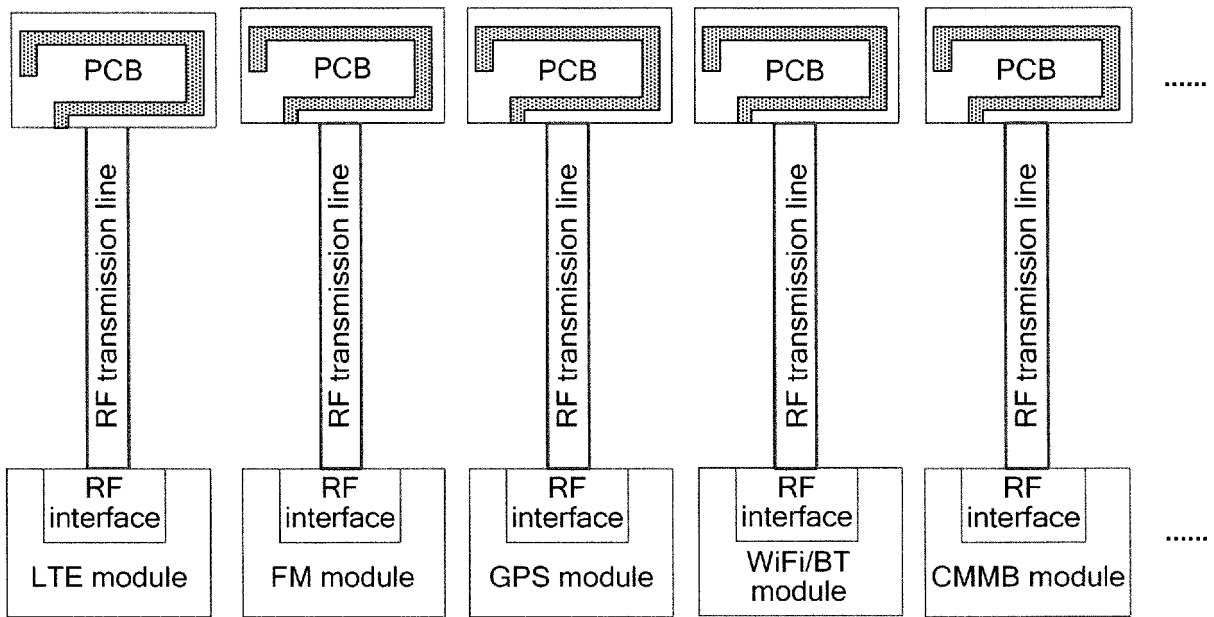 PCB
PCB
PCB
PCB
PCB
......
RF transmission line
RF transmission line
RF transmission line
RF transmission line
RF transmission line
RF
interface
RF
interface
RF
interface
RF
interface
RF
interface
......
LTE module
FM module
GPS module
WiFi/BT
module
CMMB module